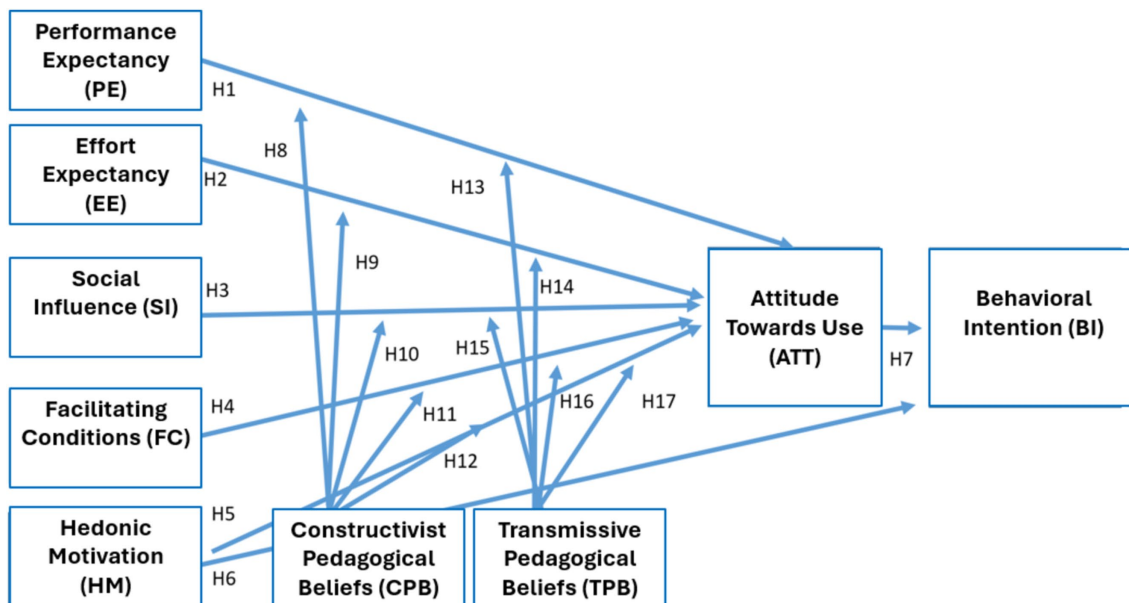 Performance
Expectancy
(PE)
H1
Effort
Expectancy
(EE)
H2
H8
H13
H9
H14
Social
Influence (SI)
H3
H10
H15
Attitude
Towards Use
(ATT)
Behavioral
Intention (BI)
H7
Facilitating
Conditions (FC)
H4
H11
H16
H17
H12
Hedonic
Motivation
(HM)
H5
H6
Constructivist
Pedagogical
Beliefs (CPB)
Transmissive
Pedagogical
Beliefs (TPB)